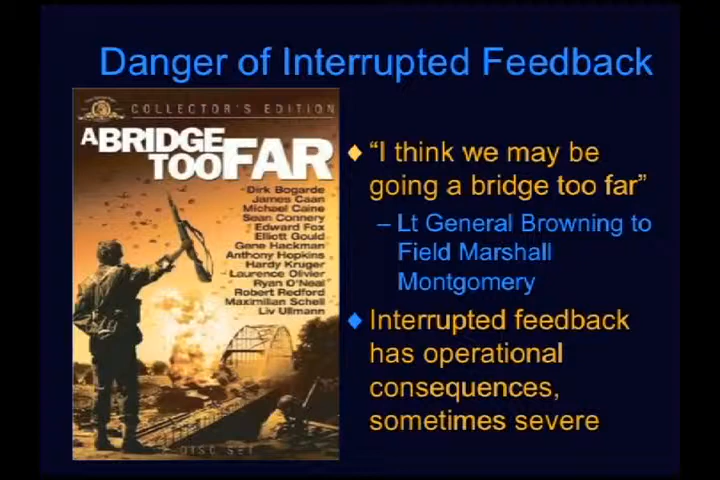 Danger of Interrupted Feedback
COLLECTOR'S EDITION
A BRIDGE
TOO FAR
Dirk Bogarde
James Caan
Michael Caine
Sean Connery
Edward Fox
Elliott Gould
Gene Hackman
Anthony Hopkins
Hardy Kruger
Laurence Olivier
Ryan O'Neal
Robert Redford
Maximilian Schell
Liv Ullmann
2 DISC SET
♦ "I think we may be
going a bridge too far"
– Lt General Browning to
Field Marshall
Montgomery
♦ Interrupted feedback
has operational
consequences,
sometimes severe